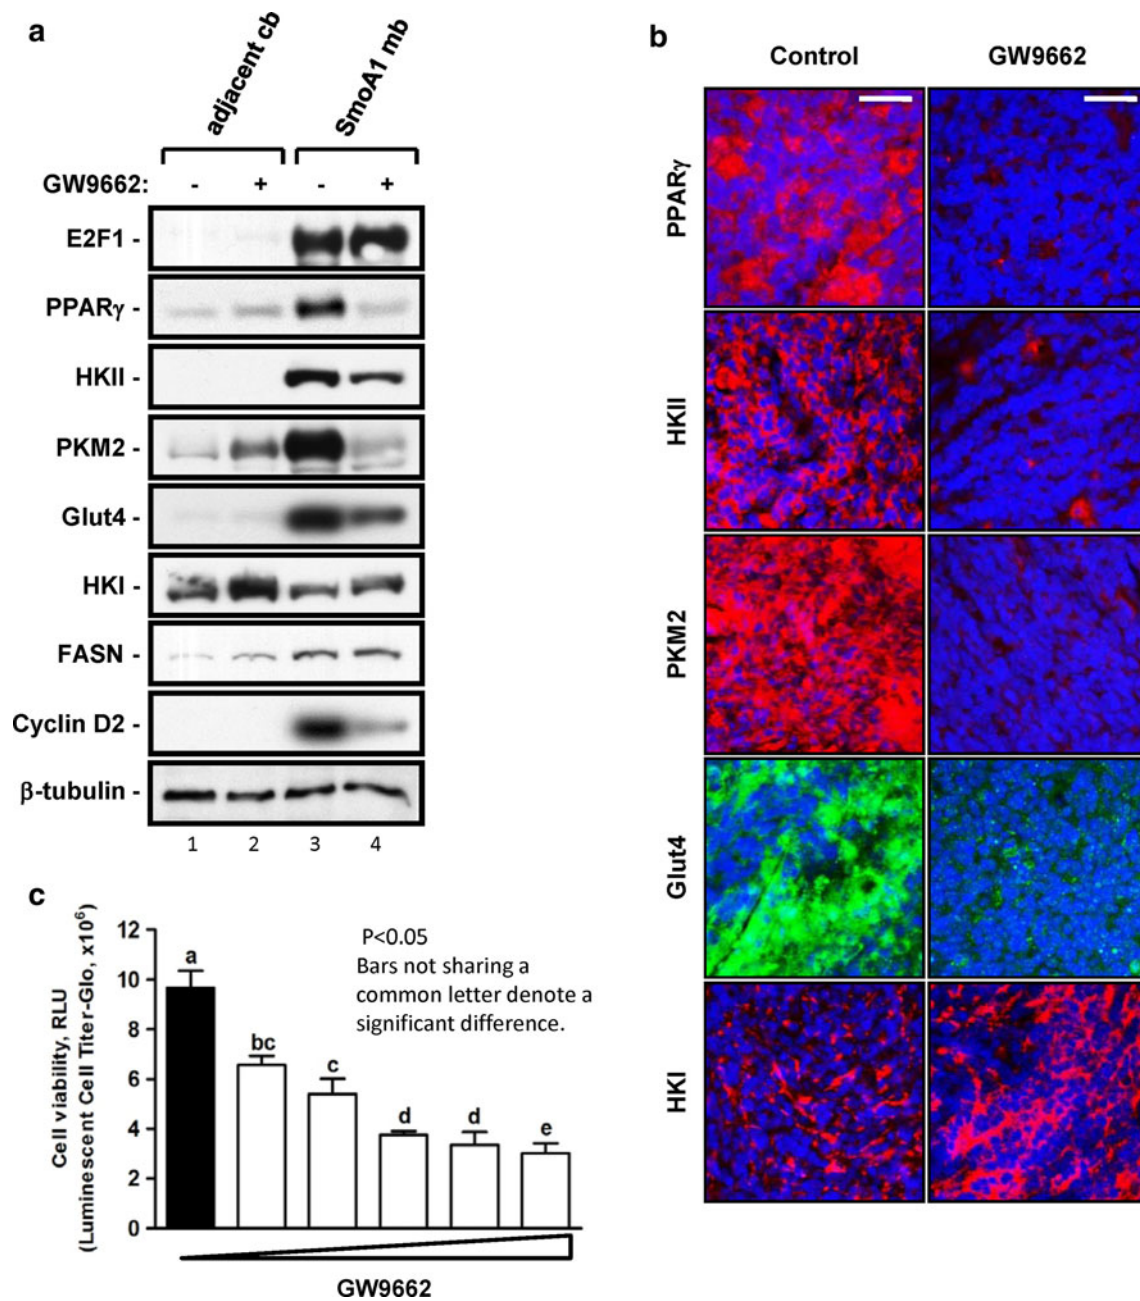 a
adjacent cb
SmoA1 mb
GW9662: - + - +
E2F1 -
PPARγ -
HKII -
PKM2 -
Glut4 -
HKI -
FASN -
Cyclin D2 -
β-tubulin -
1 2 3 4
b
Control GW9662
PPARγ
HKII
PKM2
Glut4
HKI
c
Cell viability, RLU
(Luminescent Cell Titer-Glo, x10⁶)
12
10
8
6
4
2
0
a
bc
c
d
d
e
P<0.05
Bars not sharing a
common letter denote a
significant difference.
GW9662